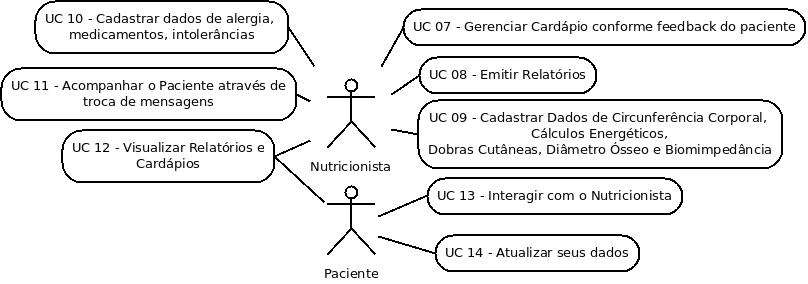 UC 10 - Cadastrar dados de alergia,
medicamentos, intolerâncias
UC 07 - Gerenciar Cardápio conforme feedback do paciente
UC 11 - Acompanhar o Paciente através de
troca de mensagens
UC 08 - Emitir Relatórios
UC 09 - Cadastrar Dados de Circunferência Corporal,
Cálculos Energéticos,
Dobras Cutâneas, Diâmetro Ósseo e Biomimpedância
UC 12 - Visualizar Relatórios e
Cardápios
Nutricionista
UC 13 - Interagir com o Nutricionista
UC 14 - Atualizar seus dados
Paciente